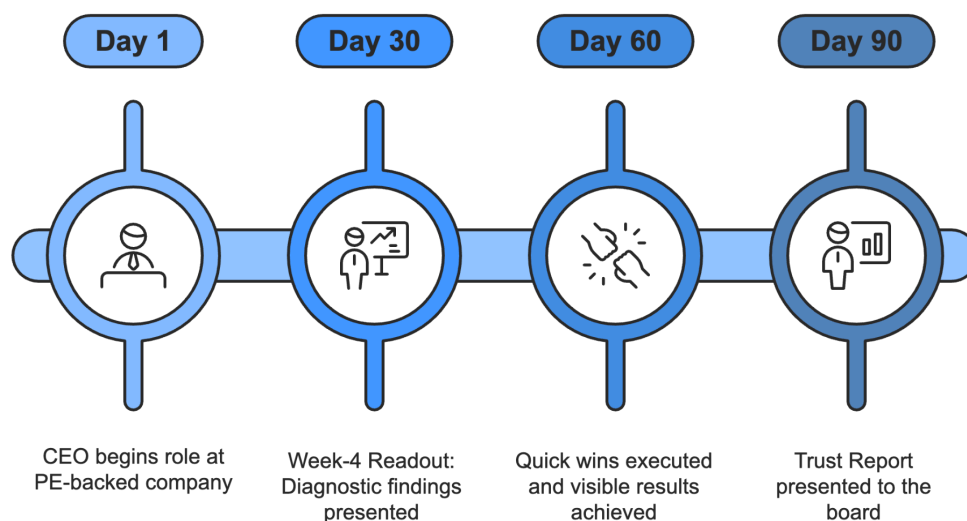 Day 1
Day 30
Day 60
Day 90
CEO begins role at
PE-backed company
Week-4 Readout:
Diagnostic findings
presented
Quick wins executed
and visible results
achieved
Trust Report
presented to the
board